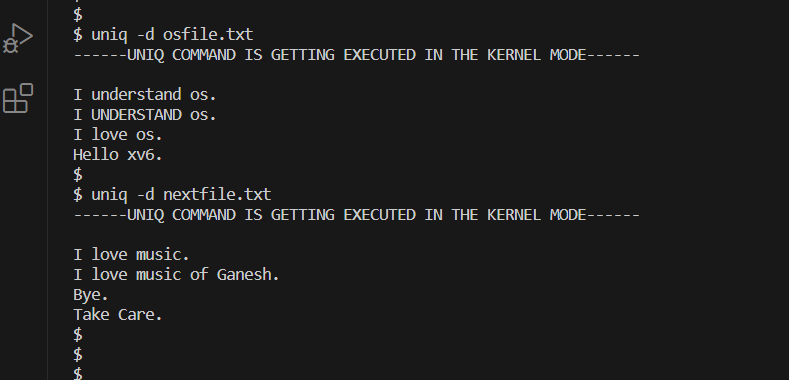 $
$ uniq -d osfile.txt
------UNIQ COMMAND IS GETTING EXECUTED IN THE KERNEL MODE------
I understand os.
I UNDERSTAND os.
I love os.
Hello xv6.
$
$ uniq -d nextfile.txt
------UNIQ COMMAND IS GETTING EXECUTED IN THE KERNEL MODE------
I love music.
I love music of Ganesh.
Bye.
Take Care.
$
$
$